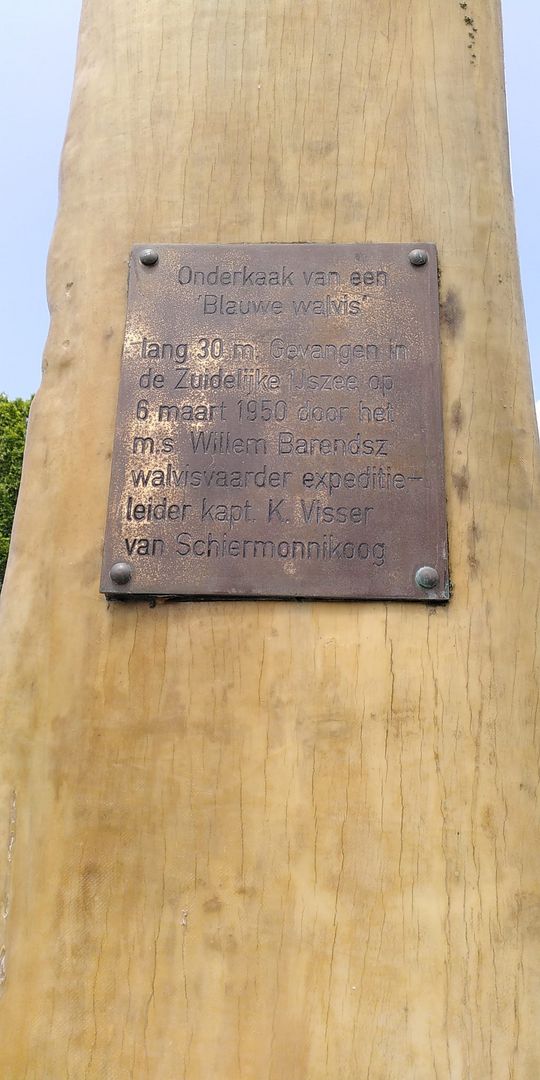 Onderkaak van een
'Blauwe walvis'
lang 30 m. Gevangen in
de Zuidelijke IJszee op
6 maart 1950 door het
m.s. Willem Barendsz
walvisvaarder expeditie-
leider kapt. K. Visser
van Schiermonnikoog